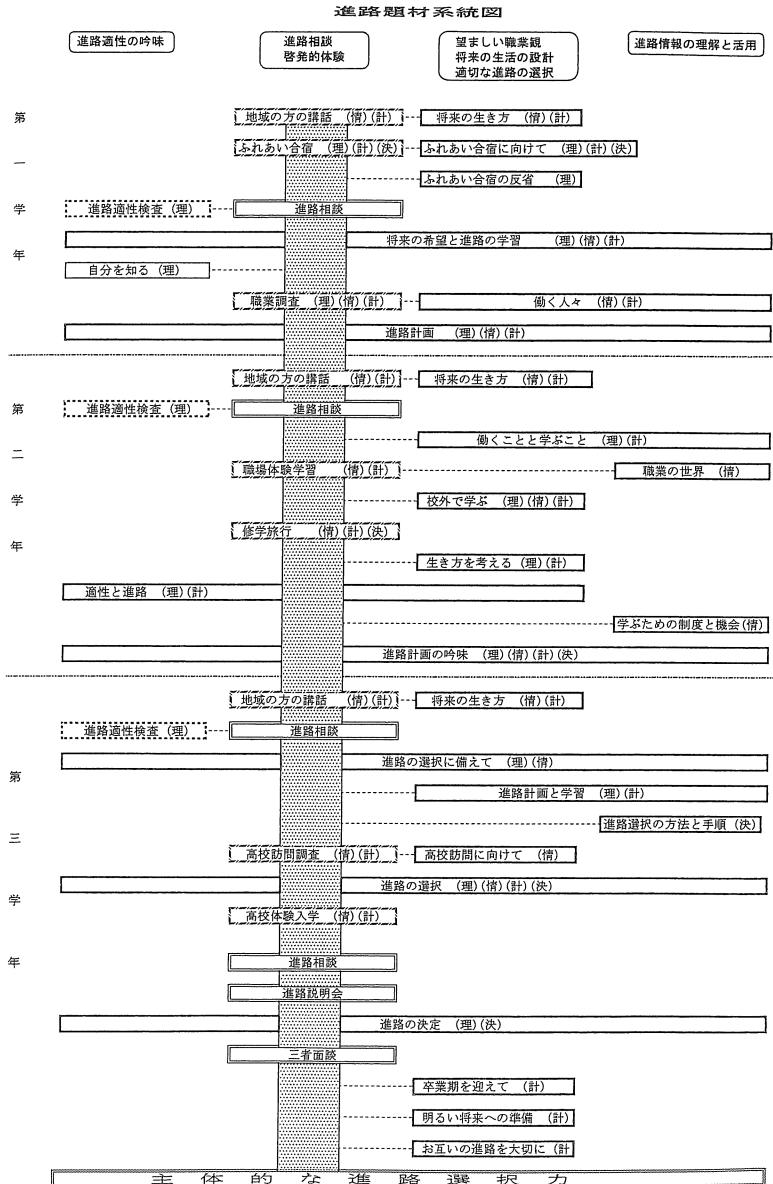 進路題材系統図
進路適性の吟味
進路相談
啓発的体験
望ましい職業観
将来の生活の設計
適切な進路の選択
進路情報の理解と活用
第一学年
地域の方の講話 (情)(計)
将来の生き方 (情)(計)
ふれあい合宿 (理)(計)(決)
ふれあい合宿に向けて (理)(計)(決)
ふれあい合宿の反省 (理)
進路適性検査(理)
進路相談
将来の希望と進路の学習 (理)(情)(計)
自分を知る (理)
職業調査 (理)(情)(計)
働く人々 (情)(計)
進路計画 (理)(情)(計)
第二学年
地域の方の講話 (情)(計)
将来の生き方 (情)(計)
進路適性検査(理)
進路相談
働くことと学ぶこと (理)(計)
職場体験学習 (情)(計)
職業の世界 (情)
校外で学ぶ (理)(情)(計)
修学旅行 (情)(計)(決)
生き方を考える (理)(計)
適性と進路 (理)(計)
学ぶための制度と機会(情)
進路計画の吟味 (理)(情)(計)(決)
第三学年
地域の方の講話 (情)(計)
将来の生き方 (情)(計)
進路適性検査(理)
進路相談
進路の選択に備えて (理)(情)
進路計画と学習 (理)(計)
進路選択の方法と手順 (決)
高校訪問調査 (情)(計)
高校訪問に向けて (情)
進路の選択 (理)(情)(計)(決)
高校体験入学 (情)(計)
進路相談
進路説明会
進路の決定 (理)(決)
三者面談
卒業期を迎えて (計)
明るい将来への準備 (計)
お互いの進路を大切に (計
主体的な進路選択力